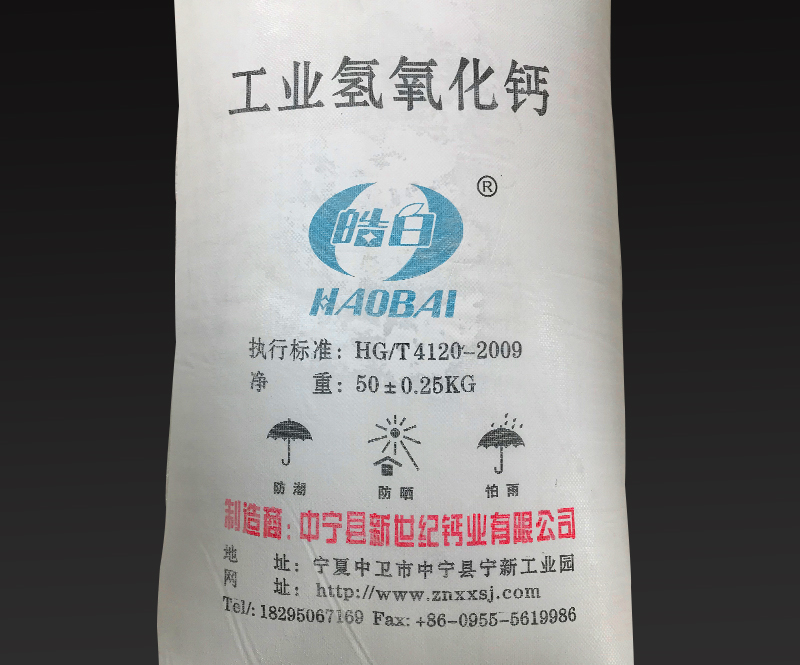 工业氢氧化钙
®
皓白
HAOBAI
执行标准: HG/T 4120-2009
净 重: 50±0.25KG
防潮 防晒 怕雨
制造商: 中宁县新世纪钙业有限公司
地 址: 宁夏中卫市中宁县宁新工业园
网 址: http://www.znxxsj.com
Tel/: 18295067169 Fax: +86-0955-5619986